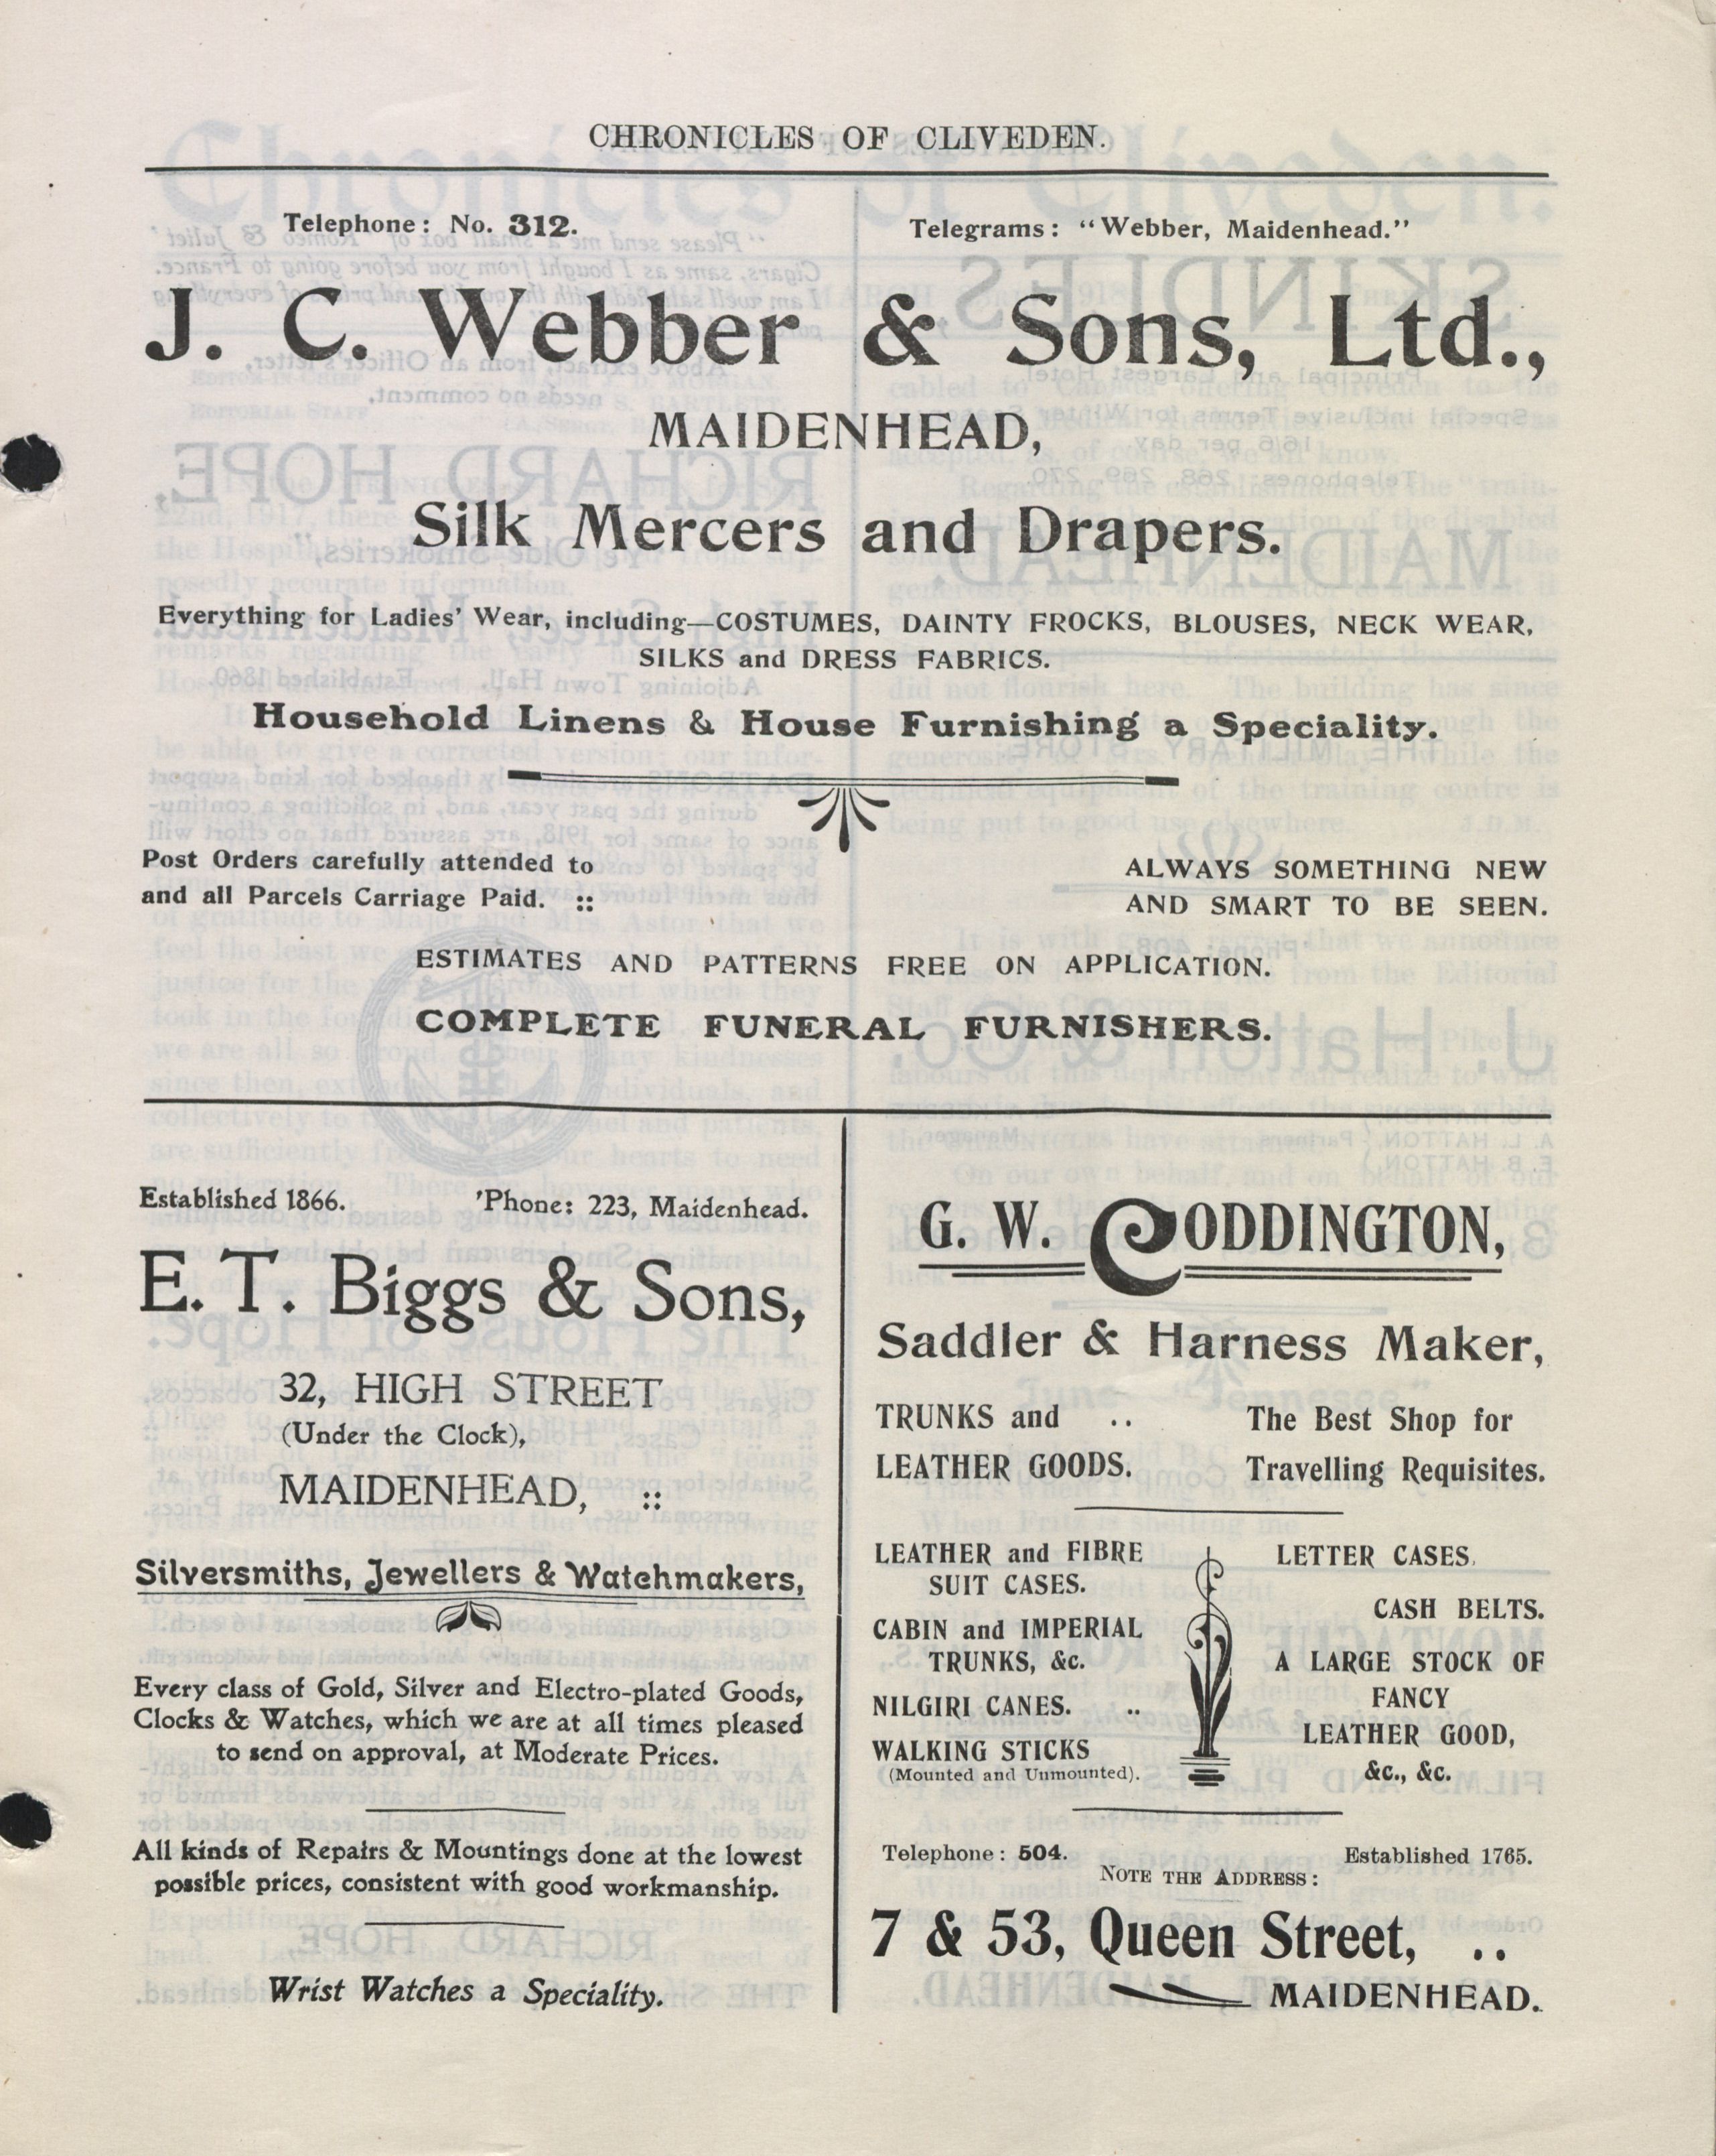 CHRONICLES OF CLIVEDEN.
Telephone: No. 312.
Telegrams: "Webber, Maidenhead."
J. C. Webber & Sons, Ltd.,
MAIDENHEAD,
Silk Mercers and Drapers.
Everything for Ladies' Wear, including—COSTUMES, DAINTY FROCKS, BLOUSES, NECK WEAR,
SILKS and DRESS FABRICS.
Household Linens & House Furnishing a Speciality.
Post Orders carefully attended to
and all Parcels Carriage Paid. ::
ALWAYS SOMETHING NEW
AND SMART TO BE SEEN.
ESTIMATES AND PATTERNS FREE ON APPLICATION.
COMPLETE FUNERAL FURNISHERS.
Established 1866. 'Phone: 223, Maidenhead.
E. T. Biggs & Sons,
32, HIGH STREET
(Under the Clock),
MAIDENHEAD, ::
Silversmiths, Jewellers & Watchmakers,
Every class of Gold, Silver and Electro-plated Goods,
Clocks & Watches, which we are at all times pleased
to send on approval, at Moderate Prices.
All kinds of Repairs & Mountings done at the lowest
possible prices, consistent with good workmanship.
Wrist Watches a Speciality.
G. W. CODDINGTON,
Saddler & Harness Maker,
TRUNKS and ..
LEATHER GOODS.
The Best Shop for
Travelling Requisites.
LEATHER and FIBRE
SUIT CASES.
CABIN and IMPERIAL
TRUNKS, &c.
NILGIRI CANES. ..
WALKING STICKS
(Mounted and Unmounted).
LETTER CASES.
CASH BELTS.
A LARGE STOCK OF
FANCY
LEATHER GOOD,
&c., &c.
Telephone: 504. Established 1765.
NOTE THE ADDRESS:
7 & 53, Queen Street, ..
MAIDENHEAD.